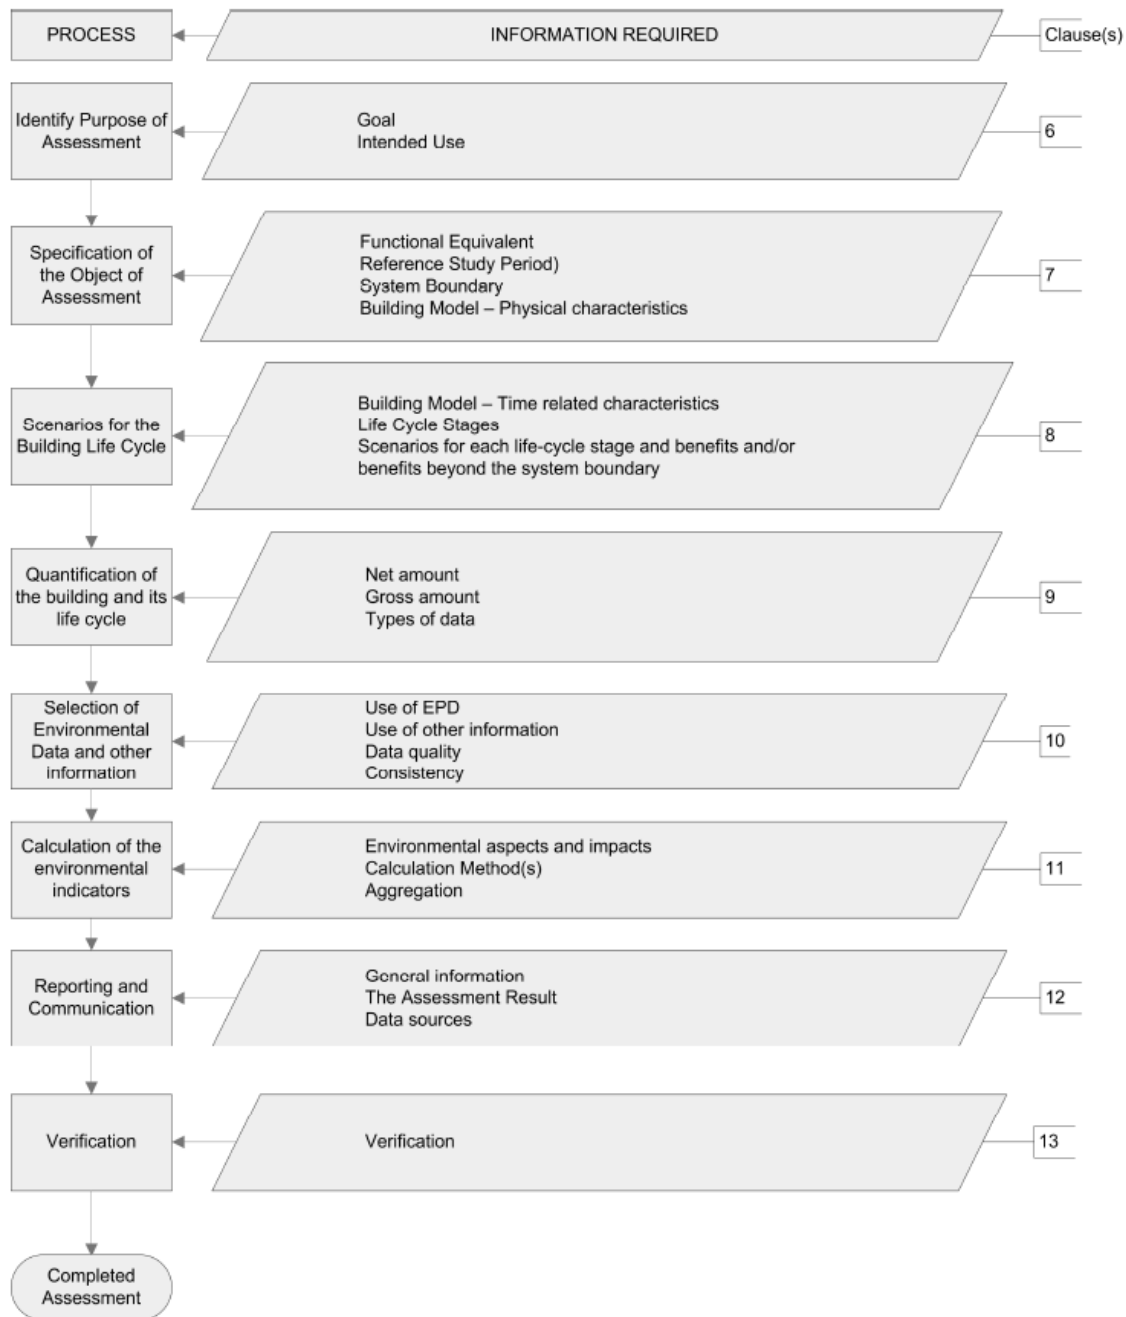 PROCESS
INFORMATION REQUIRED
Clause(s)
Identify Purpose of
Assessment
Goal
Intended Use
6
Specification of
the Object of
Assessment
Functional Equivalent
Reference Study Period)
System Boundary
Building Model – Physical characteristics
7
Scenarios for the
Building Life Cycle
Building Model – Time related characteristics
Life Cycle Stages
Scenarios for each life-cycle stage and benefits and/or
benefits beyond the system boundary
8
Quantification of
the building and its
life cycle
Net amount
Gross amount
Types of data
9
Selection of
Environmental
Data and other
information
Use of EPD
Use of other information
Data quality
Consistency
10
Calculation of the
environmental
indicators
Environmental aspects and impacts
Calculation Method(s)
Aggregation
11
Reporting and
Communication
General information
The Assessment Result
Data sources
12
Verification
Verification
13
Completed
Assessment